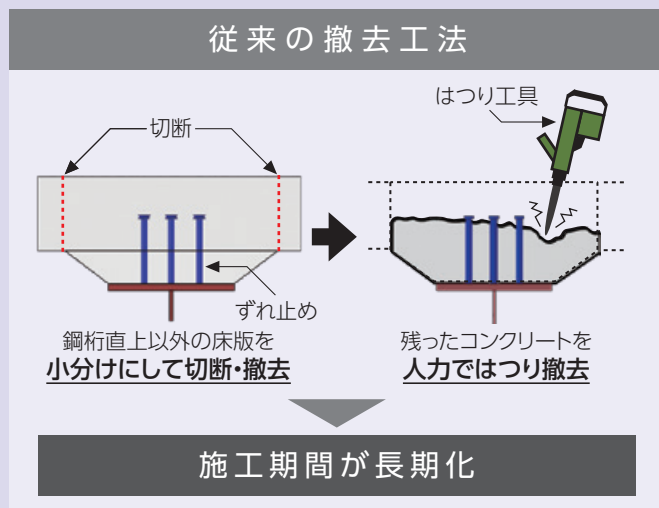 従来の撤去工法
切断
はつり工具
ずれ止め
鋼桁直上以外の床版を
小分けにして切断・撤去
残ったコンクリートを
人力ではつり撤去
施工期間が長期化